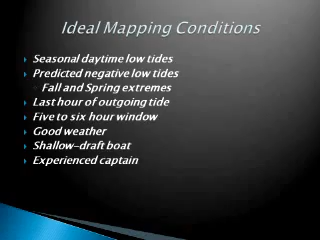 Ideal Mapping Conditions
Seasonal daytime low tides
Predicted negative low tides
Fall and Spring extremes
Last hour of outgoing tide
Five to six hour window
Good weather
Shallow-draft boat
Experienced captain